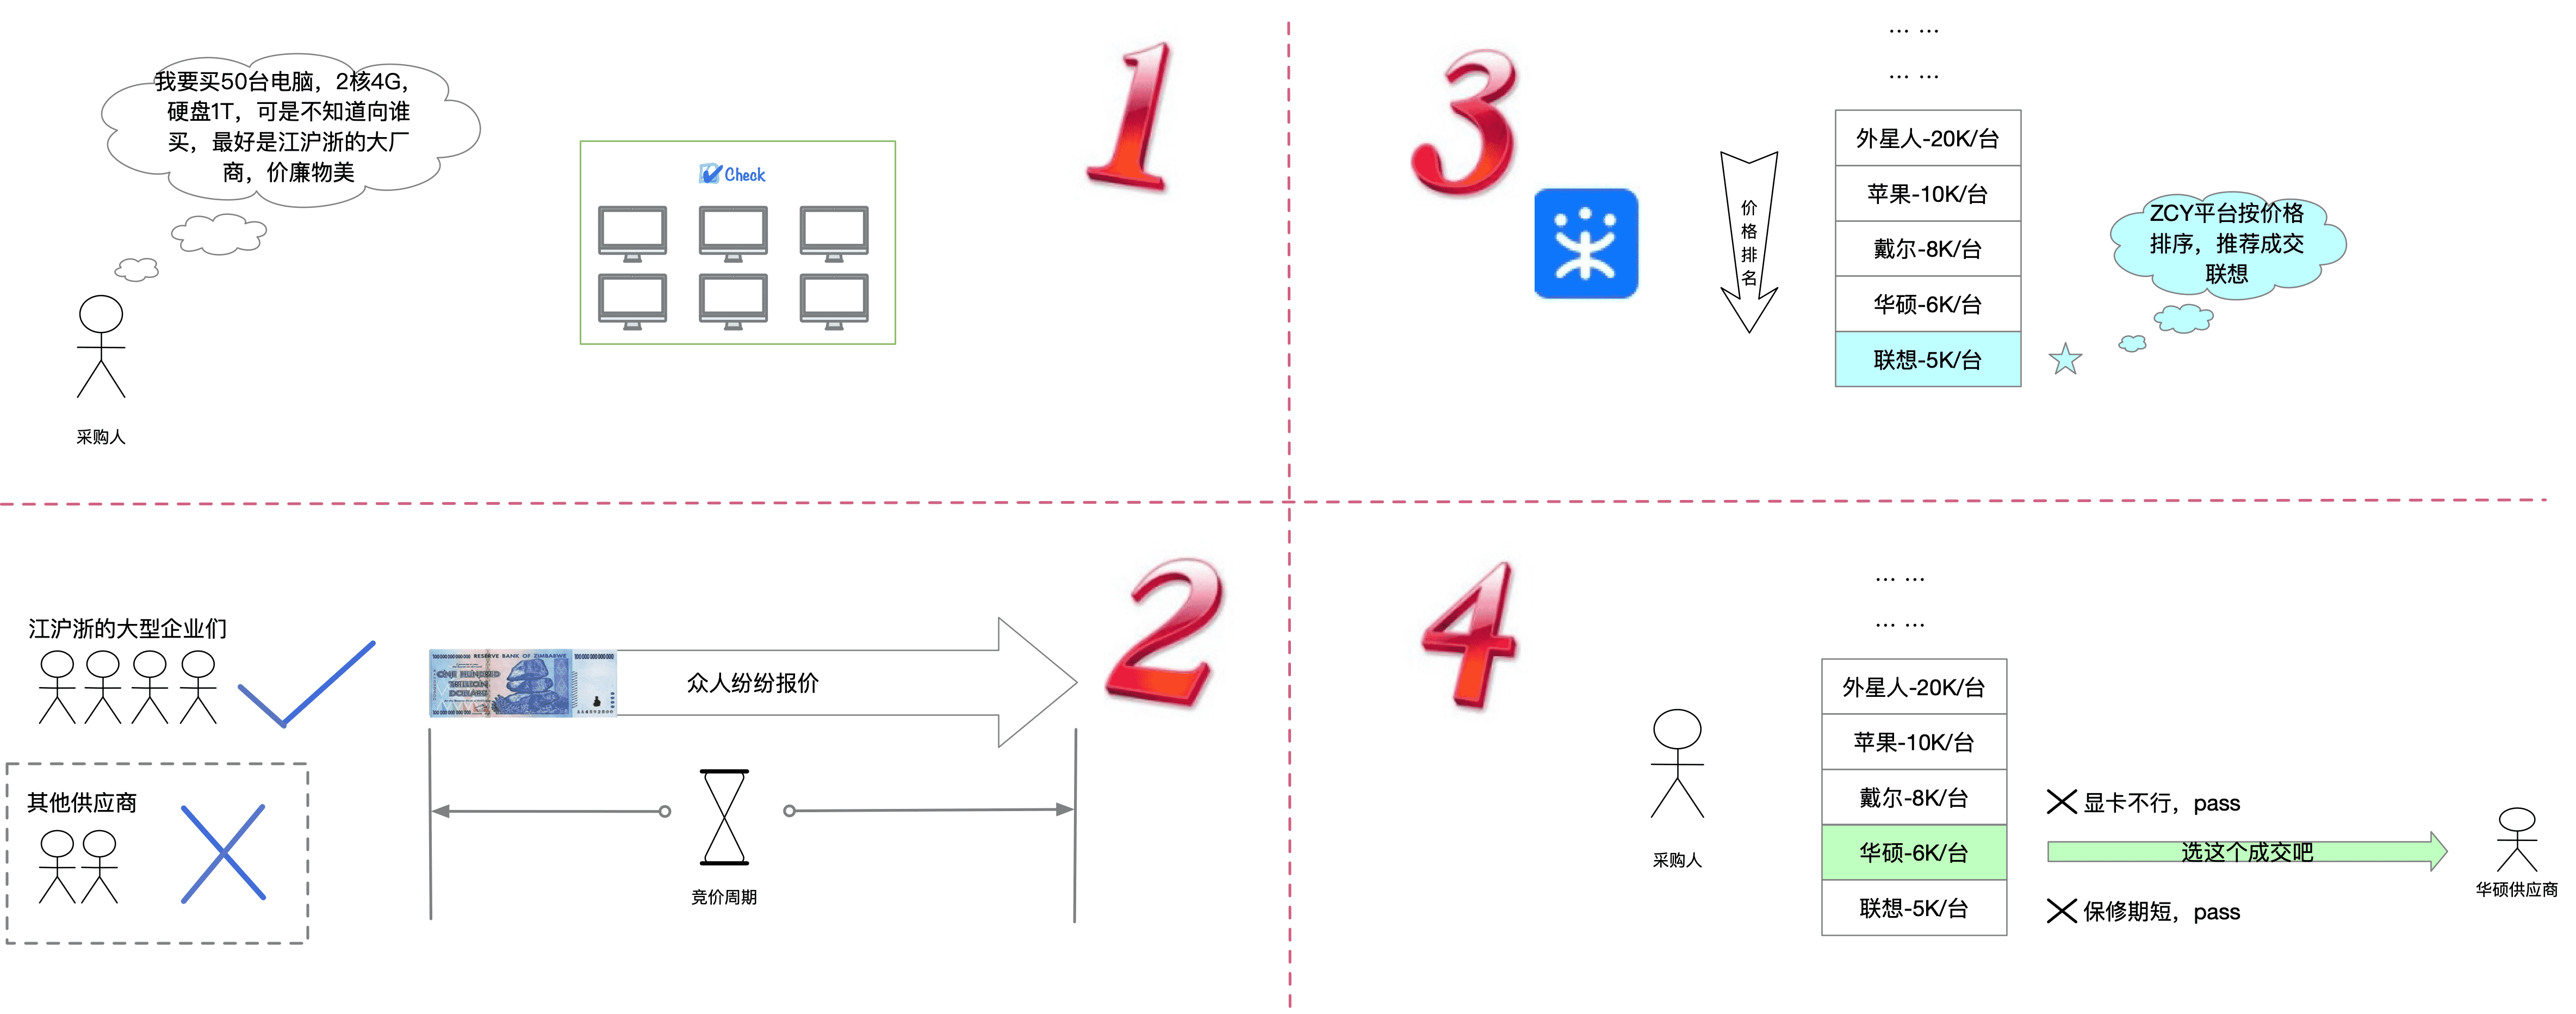 我要买50台电脑，2核4G，
硬盘1T，可是不知道向谁
买，最好是江沪浙的大厂
商，价廉物美
Check
采购人
1
江沪浙的大型企业们
其他供应商
RESERVE BANK OF ZIMBABWE
ONE HUNDRED
TRILLION
DOLLARS
众人纷纷报价
竞价周期
2
3
价格排名
... ...
... ...
外星人-20K/台
苹果-10K/台
戴尔-8K/台
华硕-6K/台
联想-5K/台
ZCY平台按价格
排序，推荐成交
联想
4
采购人
... ...
... ...
外星人-20K/台
苹果-10K/台
戴尔-8K/台
华硕-6K/台
联想-5K/台
显卡不行，pass
选这个成交吧
保修期短，pass
华硕供应商